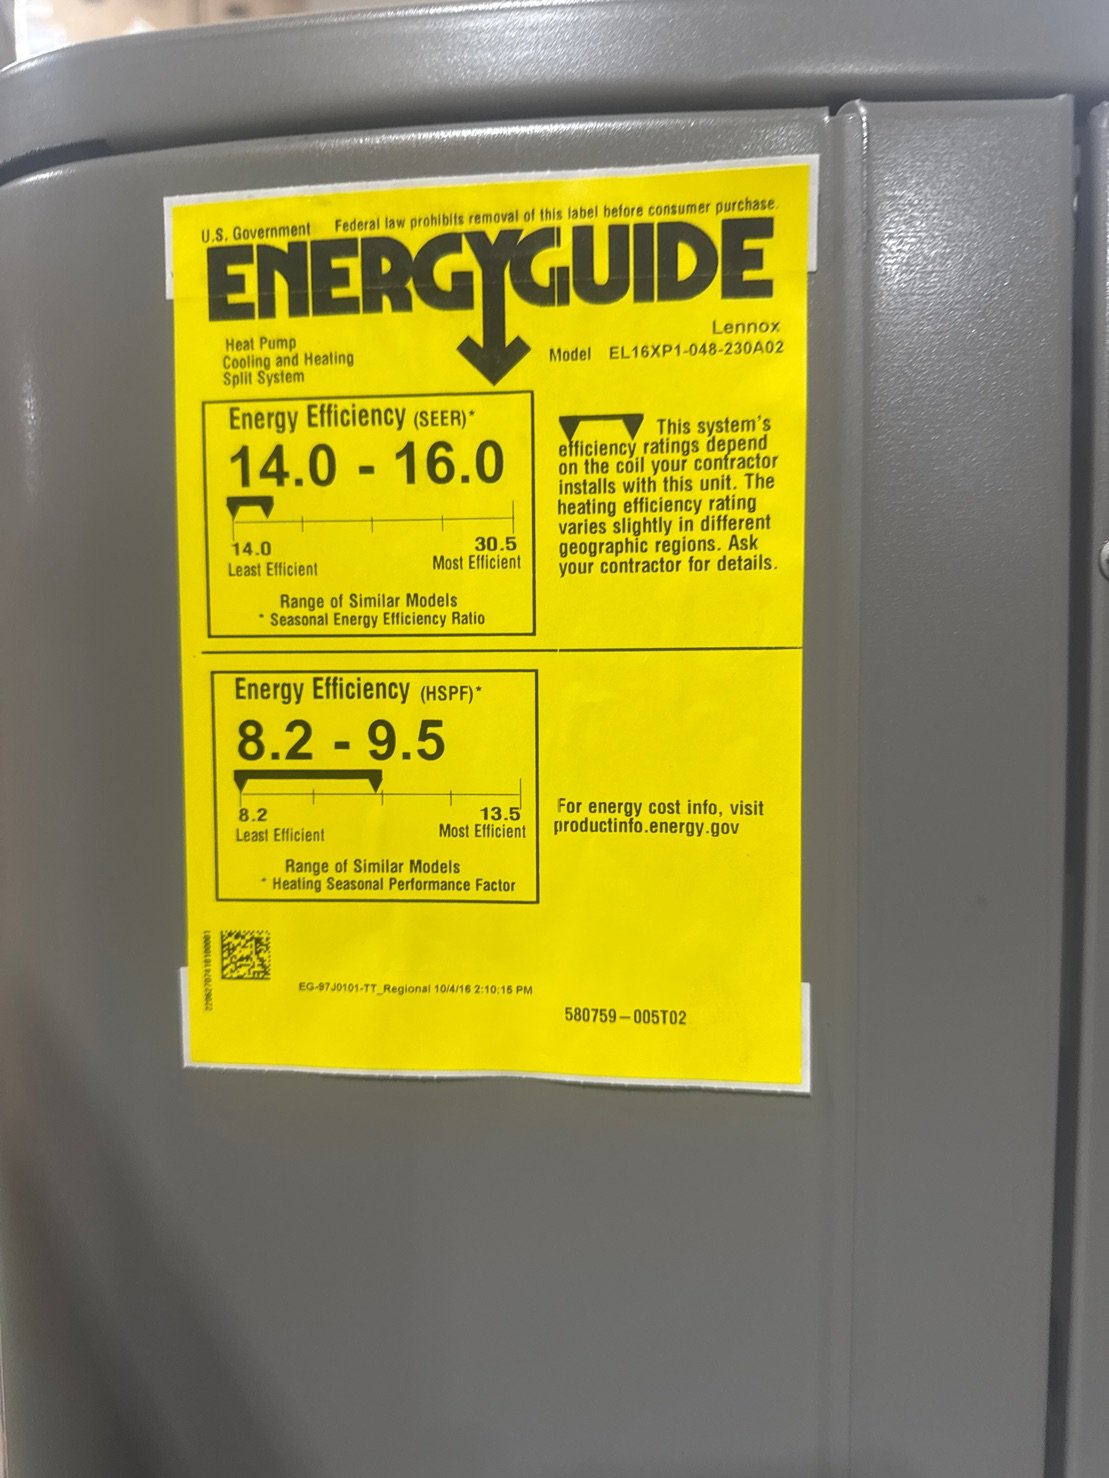 U.S. Government Federal law prohibits removal of this label before consumer purchase.
ENERGYGUIDE
Heat Pump
Cooling and Heating
Split System
Lennox
Model EL16XP1-048-230A02
Energy Efficiency (SEER)*
14.0 - 16.0
14.0 30.5
Least Efficient Most Efficient
Range of Similar Models
* Seasonal Energy Efficiency Ratio
This system's
efficiency ratings depend
on the coil your contractor
installs with this unit. The
heating efficiency rating
varies slightly in different
geographic regions. Ask
your contractor for details.
Energy Efficiency (HSPF)*
8.2 - 9.5
8.2 13.5
Least Efficient Most Efficient
Range of Similar Models
* Heating Seasonal Performance Factor
For energy cost info, visit
productinfo.energy.gov
EG-97J0101-TT_Regional 10/4/16 2:10:15 PM
580759-005T02